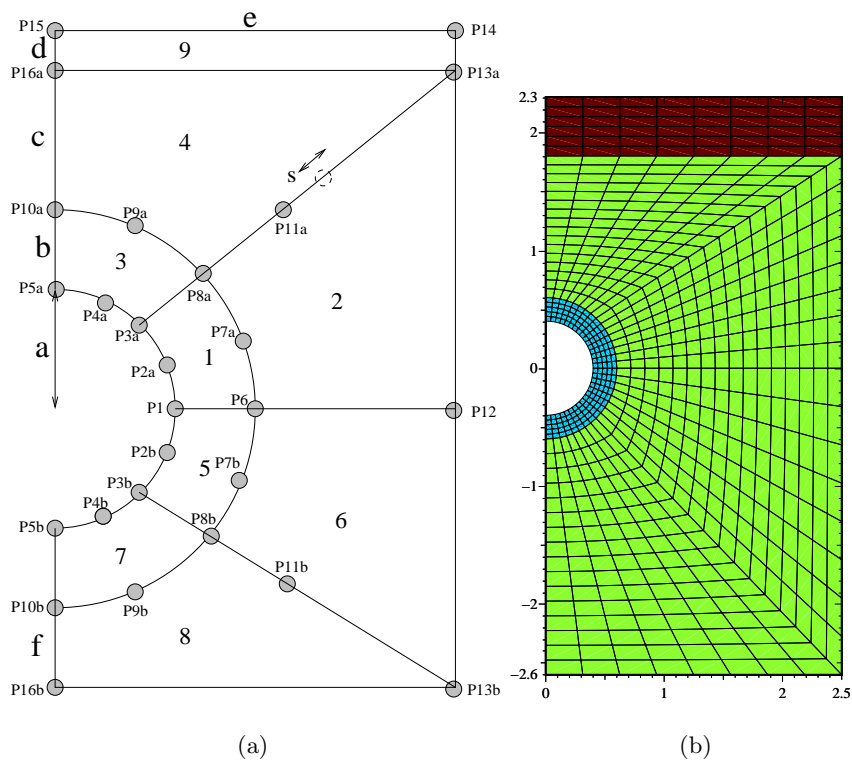 P15
e
P14
d
9
P16a
P13a
c
4
s
P10a
P9a
P11a
b
3
P8a
2
P5a
P4a
P3a
P7a
a
1
P2a
P1
P6
P12
P2b
5
P7b
P3b
P4b
P8b
6
P5b
7
P11b
P10b
P9b
f
8
P16b
P13b
(a)
2.3
2
1
0
−1
−2
−2.6
0
1
2
2.5
(b)